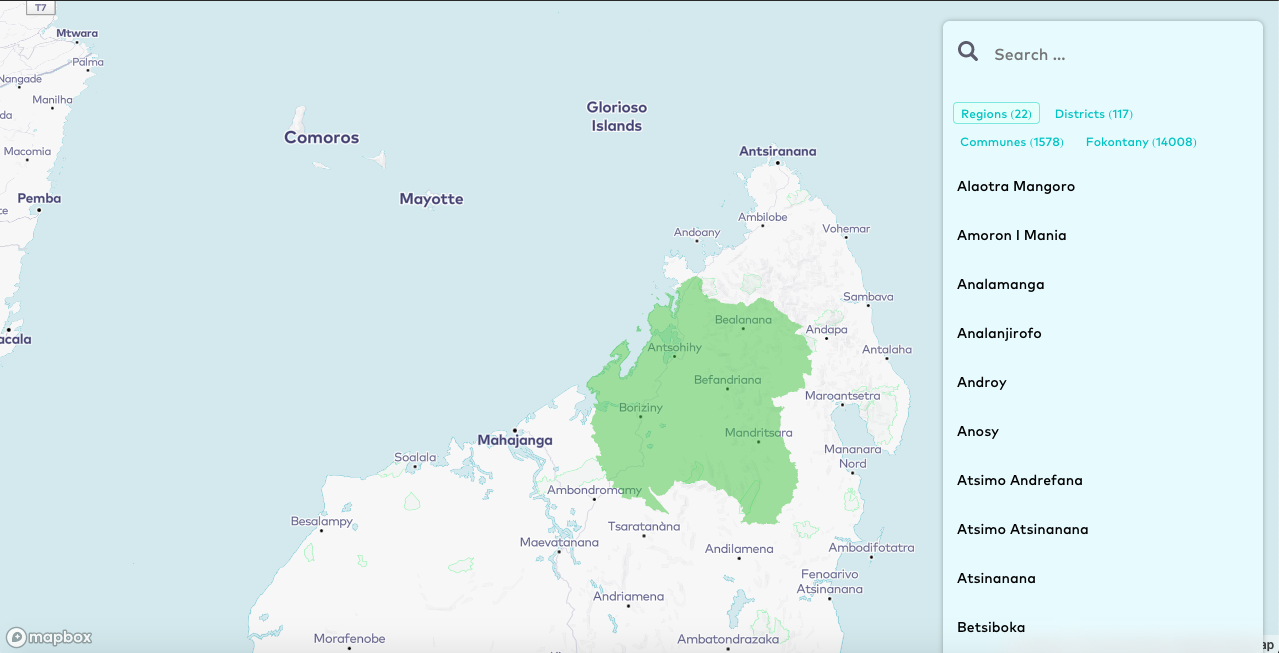 T7
Mtwara
Palma
Nangade
Manilha
Macomia
Pemba
Comoros
Glorioso
Islands
Mayotte
Antsiranana
Ambilobe
Andoany
Vohemar
Sambava
Bealanana
Andapa
Antsohihy
Antalaha
Befandriana
Maroantsetra
Boriziny
Mandritsara
Mahajanga
Mananara
Nord
Soalala
Ambondromamy
Besalampy
Tsaratanàna
Maevatanana
Andilamena
Ambodifotatra
Fenoarivo
Atsinanana
Andriamena
Morafenobe
Ambatondrazaka
mapbox
Search ...
Regions (22) Districts (117)
Communes (1578) Fokontany (14008)
Alaotra Mangoro
Amoron I Mania
Analamanga
Analanjirofo
Androy
Anosy
Atsimo Andrefana
Atsimo Atsinanana
Atsinanana
Betsiboka